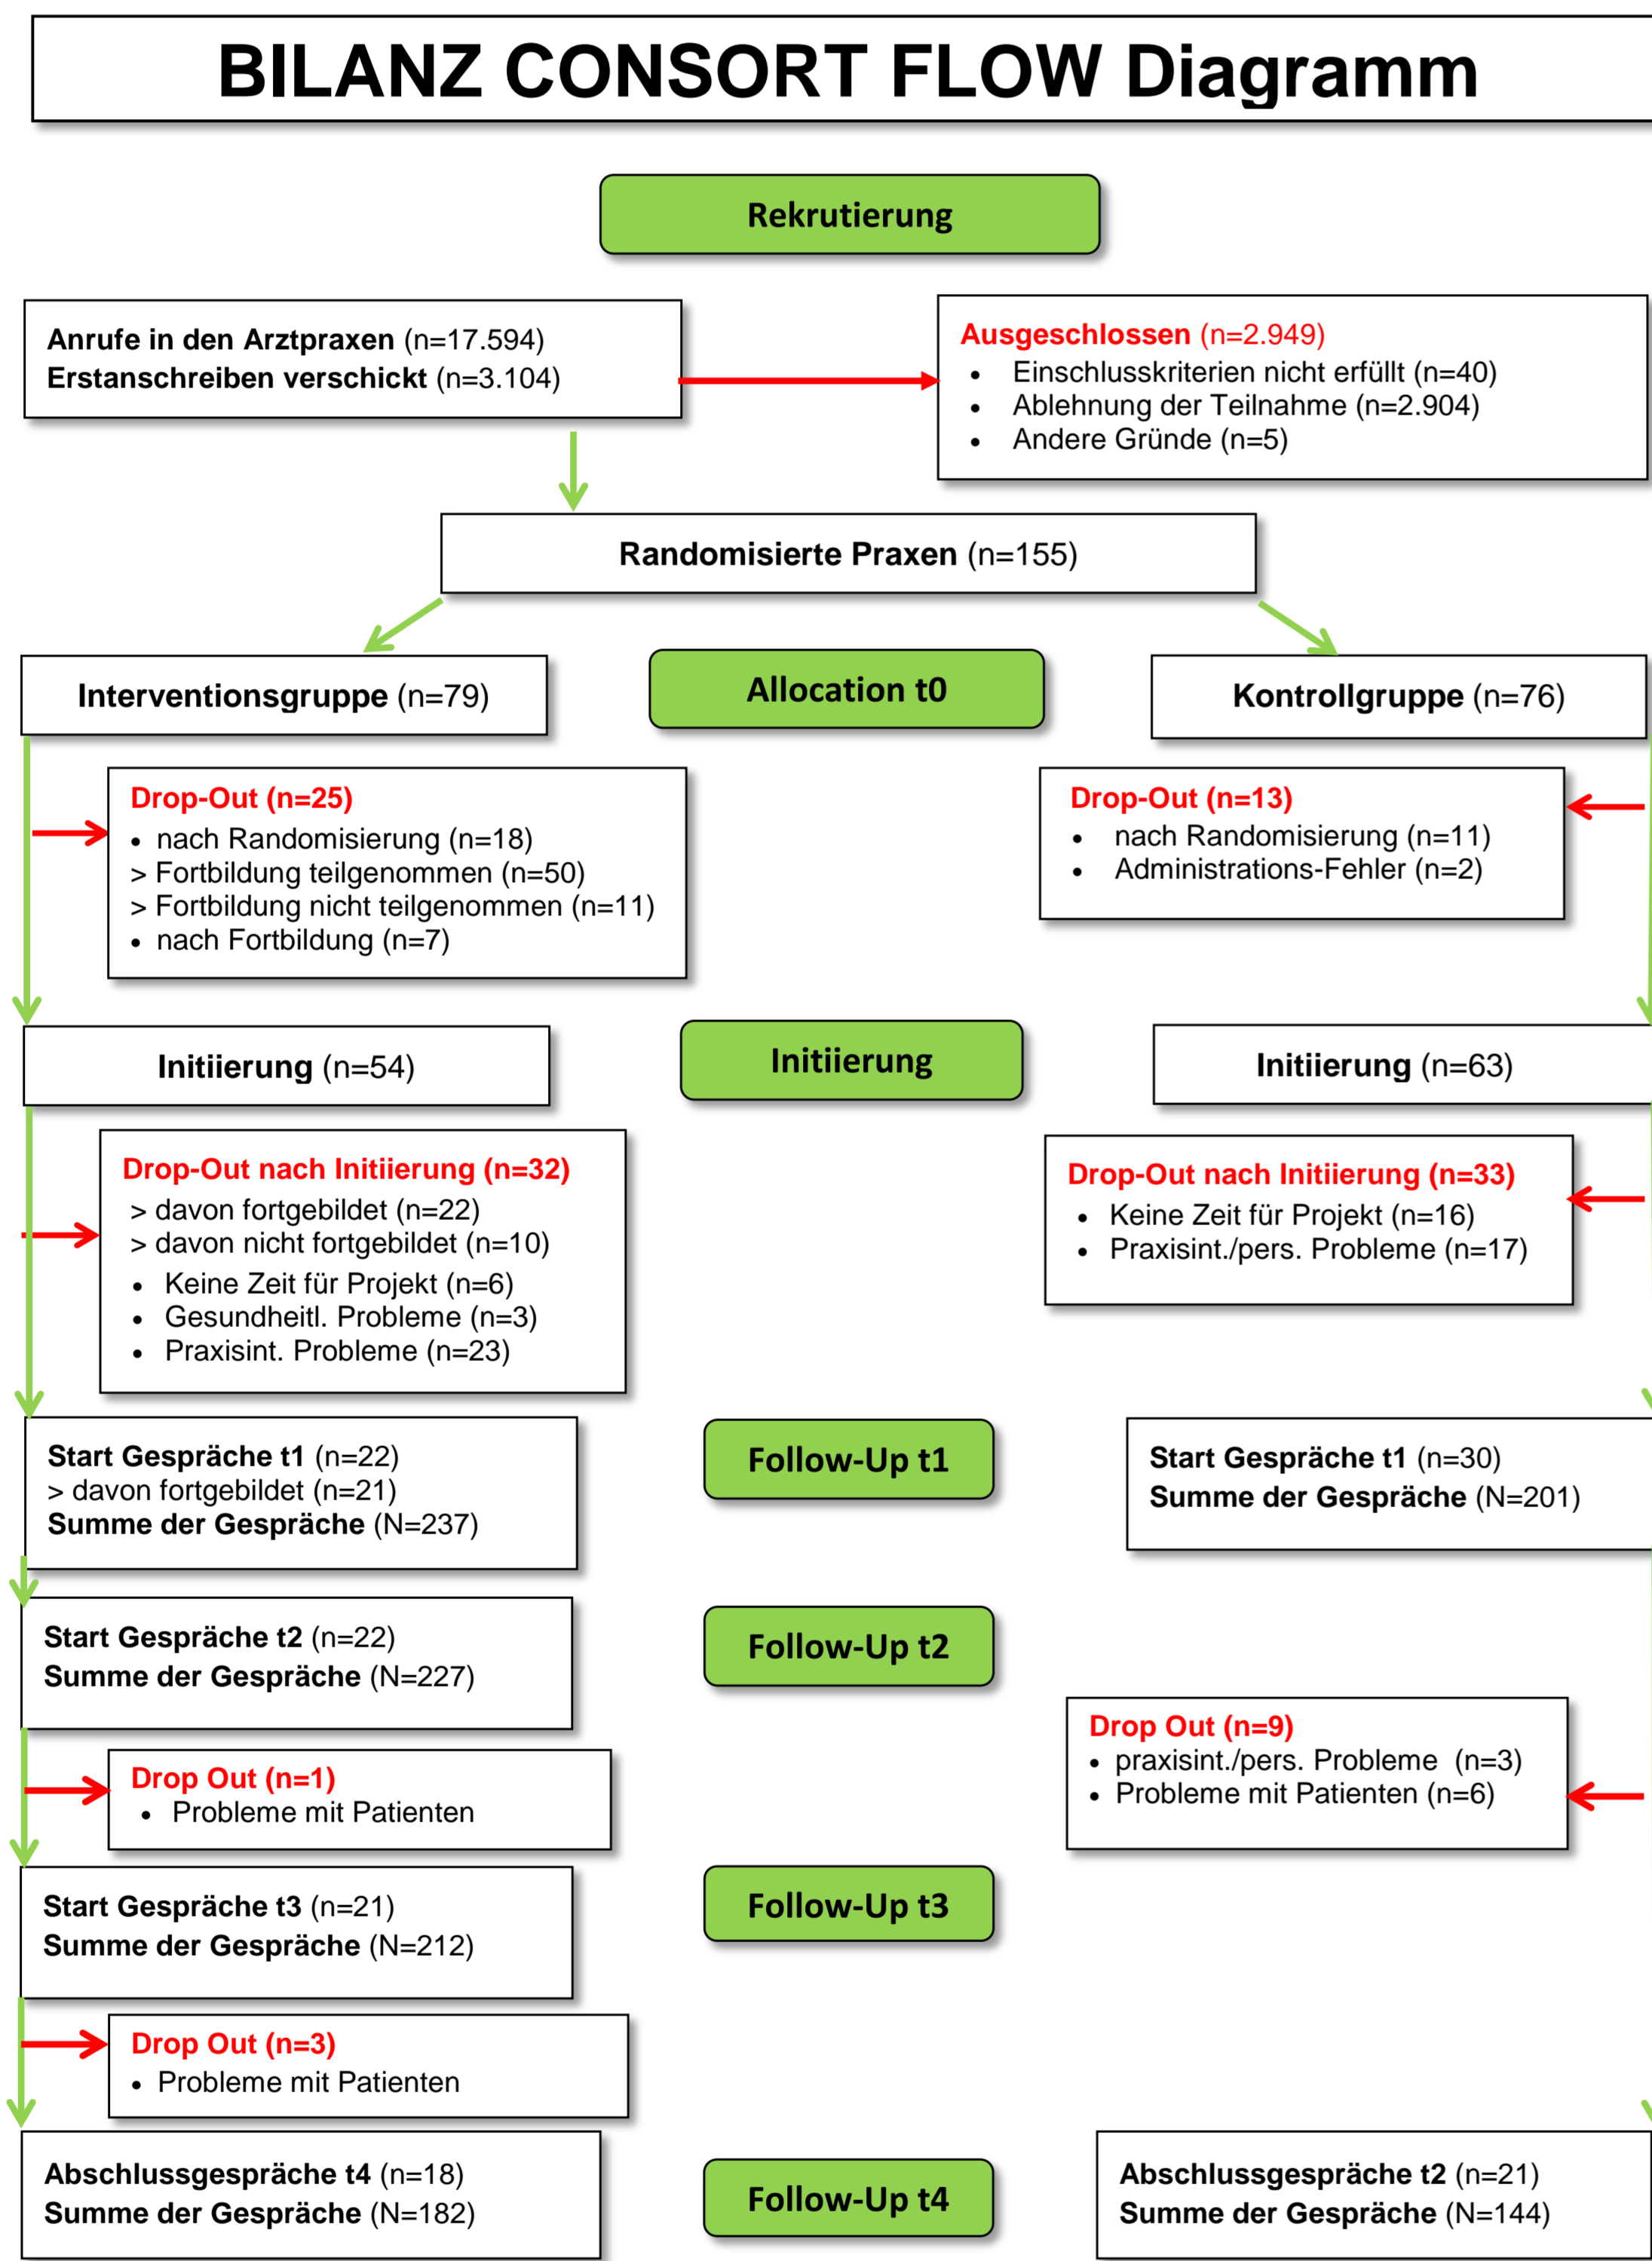 BILANZ CONSORT FLOW Diagramm
Rekrutierung
Anrufe in den Arztpraxen (n=17.594)
Erstanschreiben verschickt (n=3.104)
Ausgeschlossen (n=2.949)
• Einschlusskriterien nicht erfüllt (n=40)
• Ablehnung der Teilnahme (n=2.904)
• Andere Gründe (n=5)
Randomisierte Praxen (n=155)
Interventionsgruppe (n=79)
Allocation t0
Kontrollgruppe (n=76)
Drop-Out (n=25)
• nach Randomisierung (n=18)
> Fortbildung teilgenommen (n=50)
> Fortbildung nicht teilgenommen (n=11)
• nach Fortbildung (n=7)
Drop-Out (n=13)
• nach Randomisierung (n=11)
• Administrations-Fehler (n=2)
Initiierung (n=54)
Initiierung
Initiierung (n=63)
Drop-Out nach Initiierung (n=32)
> davon fortgebildet (n=22)
> davon nicht fortgebildet (n=10)
• Keine Zeit für Projekt (n=6)
• Gesundheitl. Probleme (n=3)
• Praxisint. Probleme (n=23)
Drop-Out nach Initiierung (n=33)
• Keine Zeit für Projekt (n=16)
• Praxisint./pers. Probleme (n=17)
Start Gespräche t1 (n=22)
> davon fortgebildet (n=21)
Summe der Gespräche (N=237)
Follow-Up t1
Start Gespräche t1 (n=30)
Summe der Gespräche (N=201)
Start Gespräche t2 (n=22)
Summe der Gespräche (N=227)
Follow-Up t2
Drop Out (n=1)
• Probleme mit Patienten
Drop Out (n=9)
• praxisint./pers. Probleme (n=3)
• Probleme mit Patienten (n=6)
Start Gespräche t3 (n=21)
Summe der Gespräche (N=212)
Follow-Up t3
Drop Out (n=3)
• Probleme mit Patienten
Abschlussgespräche t4 (n=18)
Summe der Gespräche (N=182)
Follow-Up t4
Abschlussgespräche t2 (n=21)
Summe der Gespräche (N=144)